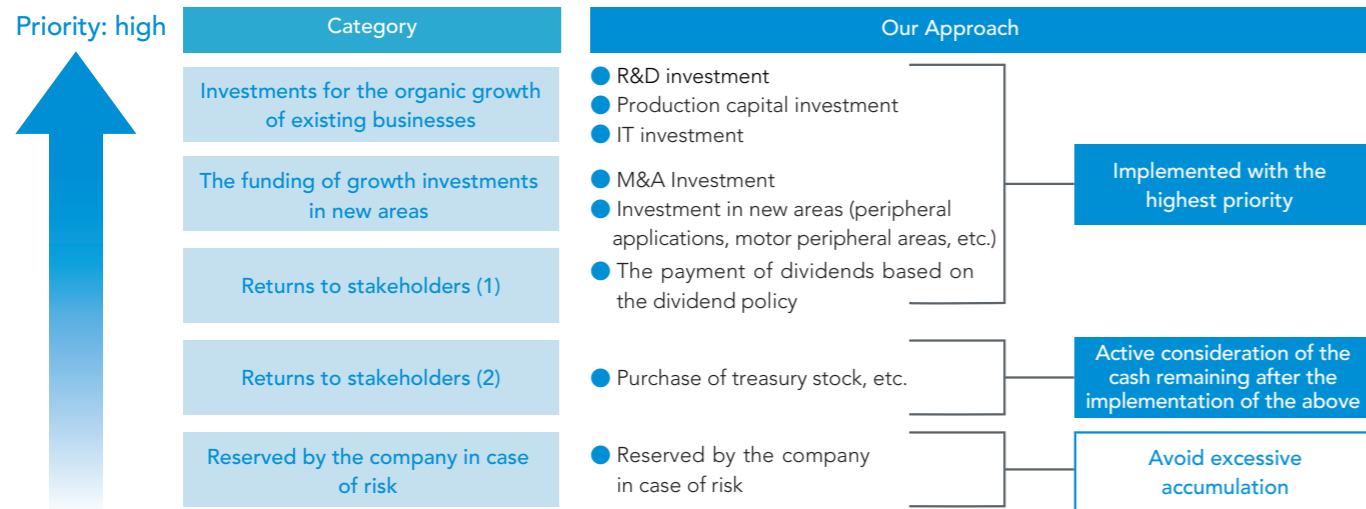 Priority: high
Category
Our Approach
Investments for the organic growth
of existing businesses
● R&D investment
● Production capital investment
● IT investment
The funding of growth investments
in new areas
● M&A Investment
● Investment in new areas (peripheral
applications, motor peripheral areas, etc.)
Implemented with the
highest priority
Returns to stakeholders (1)
● The payment of dividends based on
the dividend policy
Returns to stakeholders (2)
● Purchase of treasury stock, etc.
Active consideration of the
cash remaining after the
implementation of the above
Reserved by the company in case
of risk
● Reserved by the company
in case of risk
Avoid excessive
accumulation